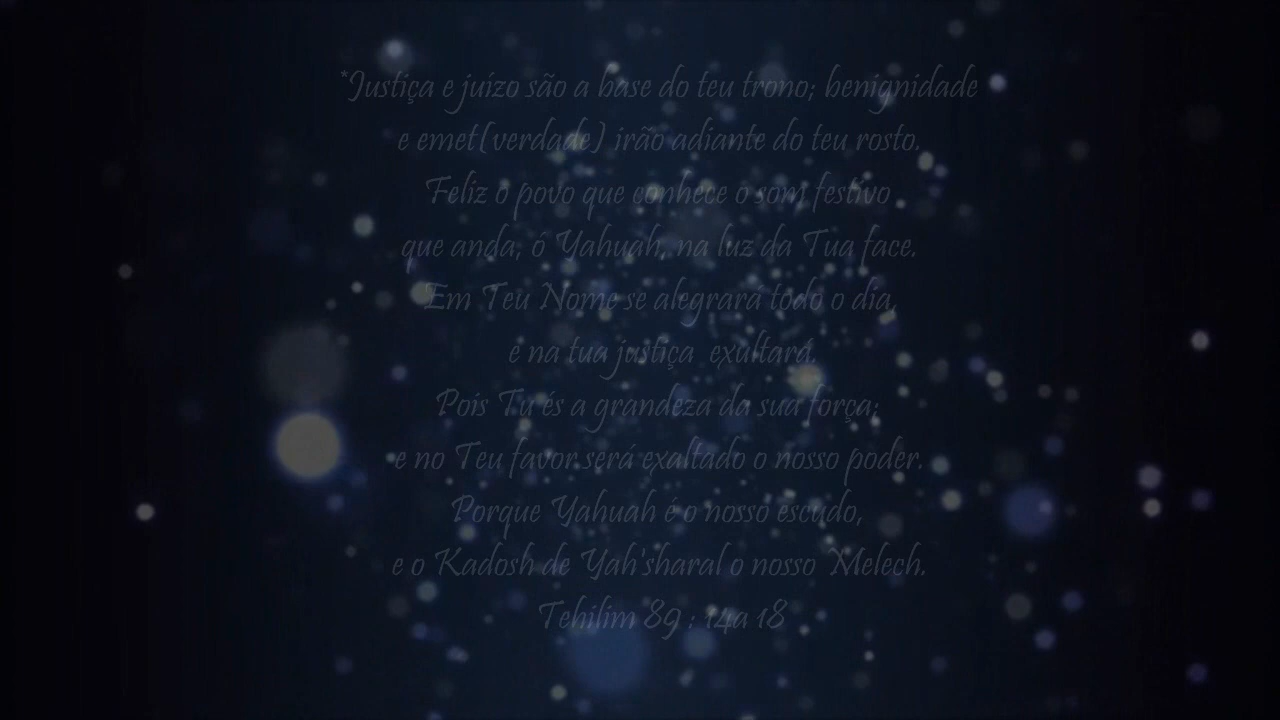 *Justiça e juízo são a base do teu trono; benignidade
e emet(verdade) irão adiante do teu rosto.
Feliz o povo que conhece o som festivo
que anda, ó Yahuah, na luz da Tua face.
Em Teu Nome se alegrará todo o dia,
e na tua justiça exultará.
Pois Tu és a grandeza da sua força;
e no Teu favor será exaltado o nosso poder.
Porque Yahuah é o nosso escudo,
e o Kadosh de Yah'sharal o nosso Melech.
Tehilim 89 : 14a 18